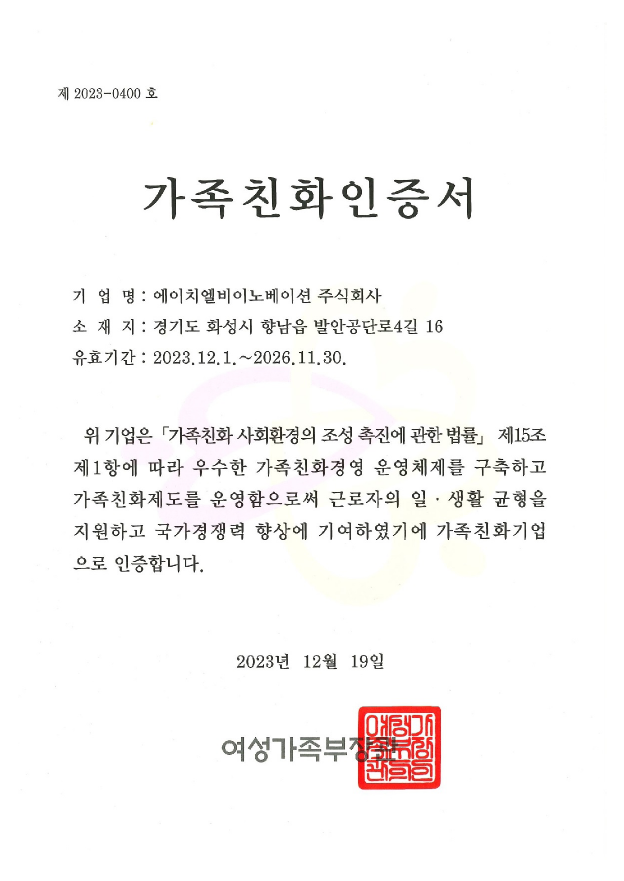 제 2023-0400 호
가족친화인증서
기 업 명 : 에이치엘비이노베이션 주식회사
소 재 지 : 경기도 화성시 향남읍 발안공단로4길 16
유효기간 : 2023.12.1.~2026.11.30.
위 기업은 「가족친화 사회환경의 조성 촉진에 관한 법률」 제15조
제1항에 따라 우수한 가족친화경영 운영체제를 구축하고
가족친화제도를 운영함으로써 근로자의 일 · 생활 균형을
지원하고 국가경쟁력 향상에 기여하였기에 가족친화기업
으로 인증합니다.
2023년 12월 19일
여성가족부장관